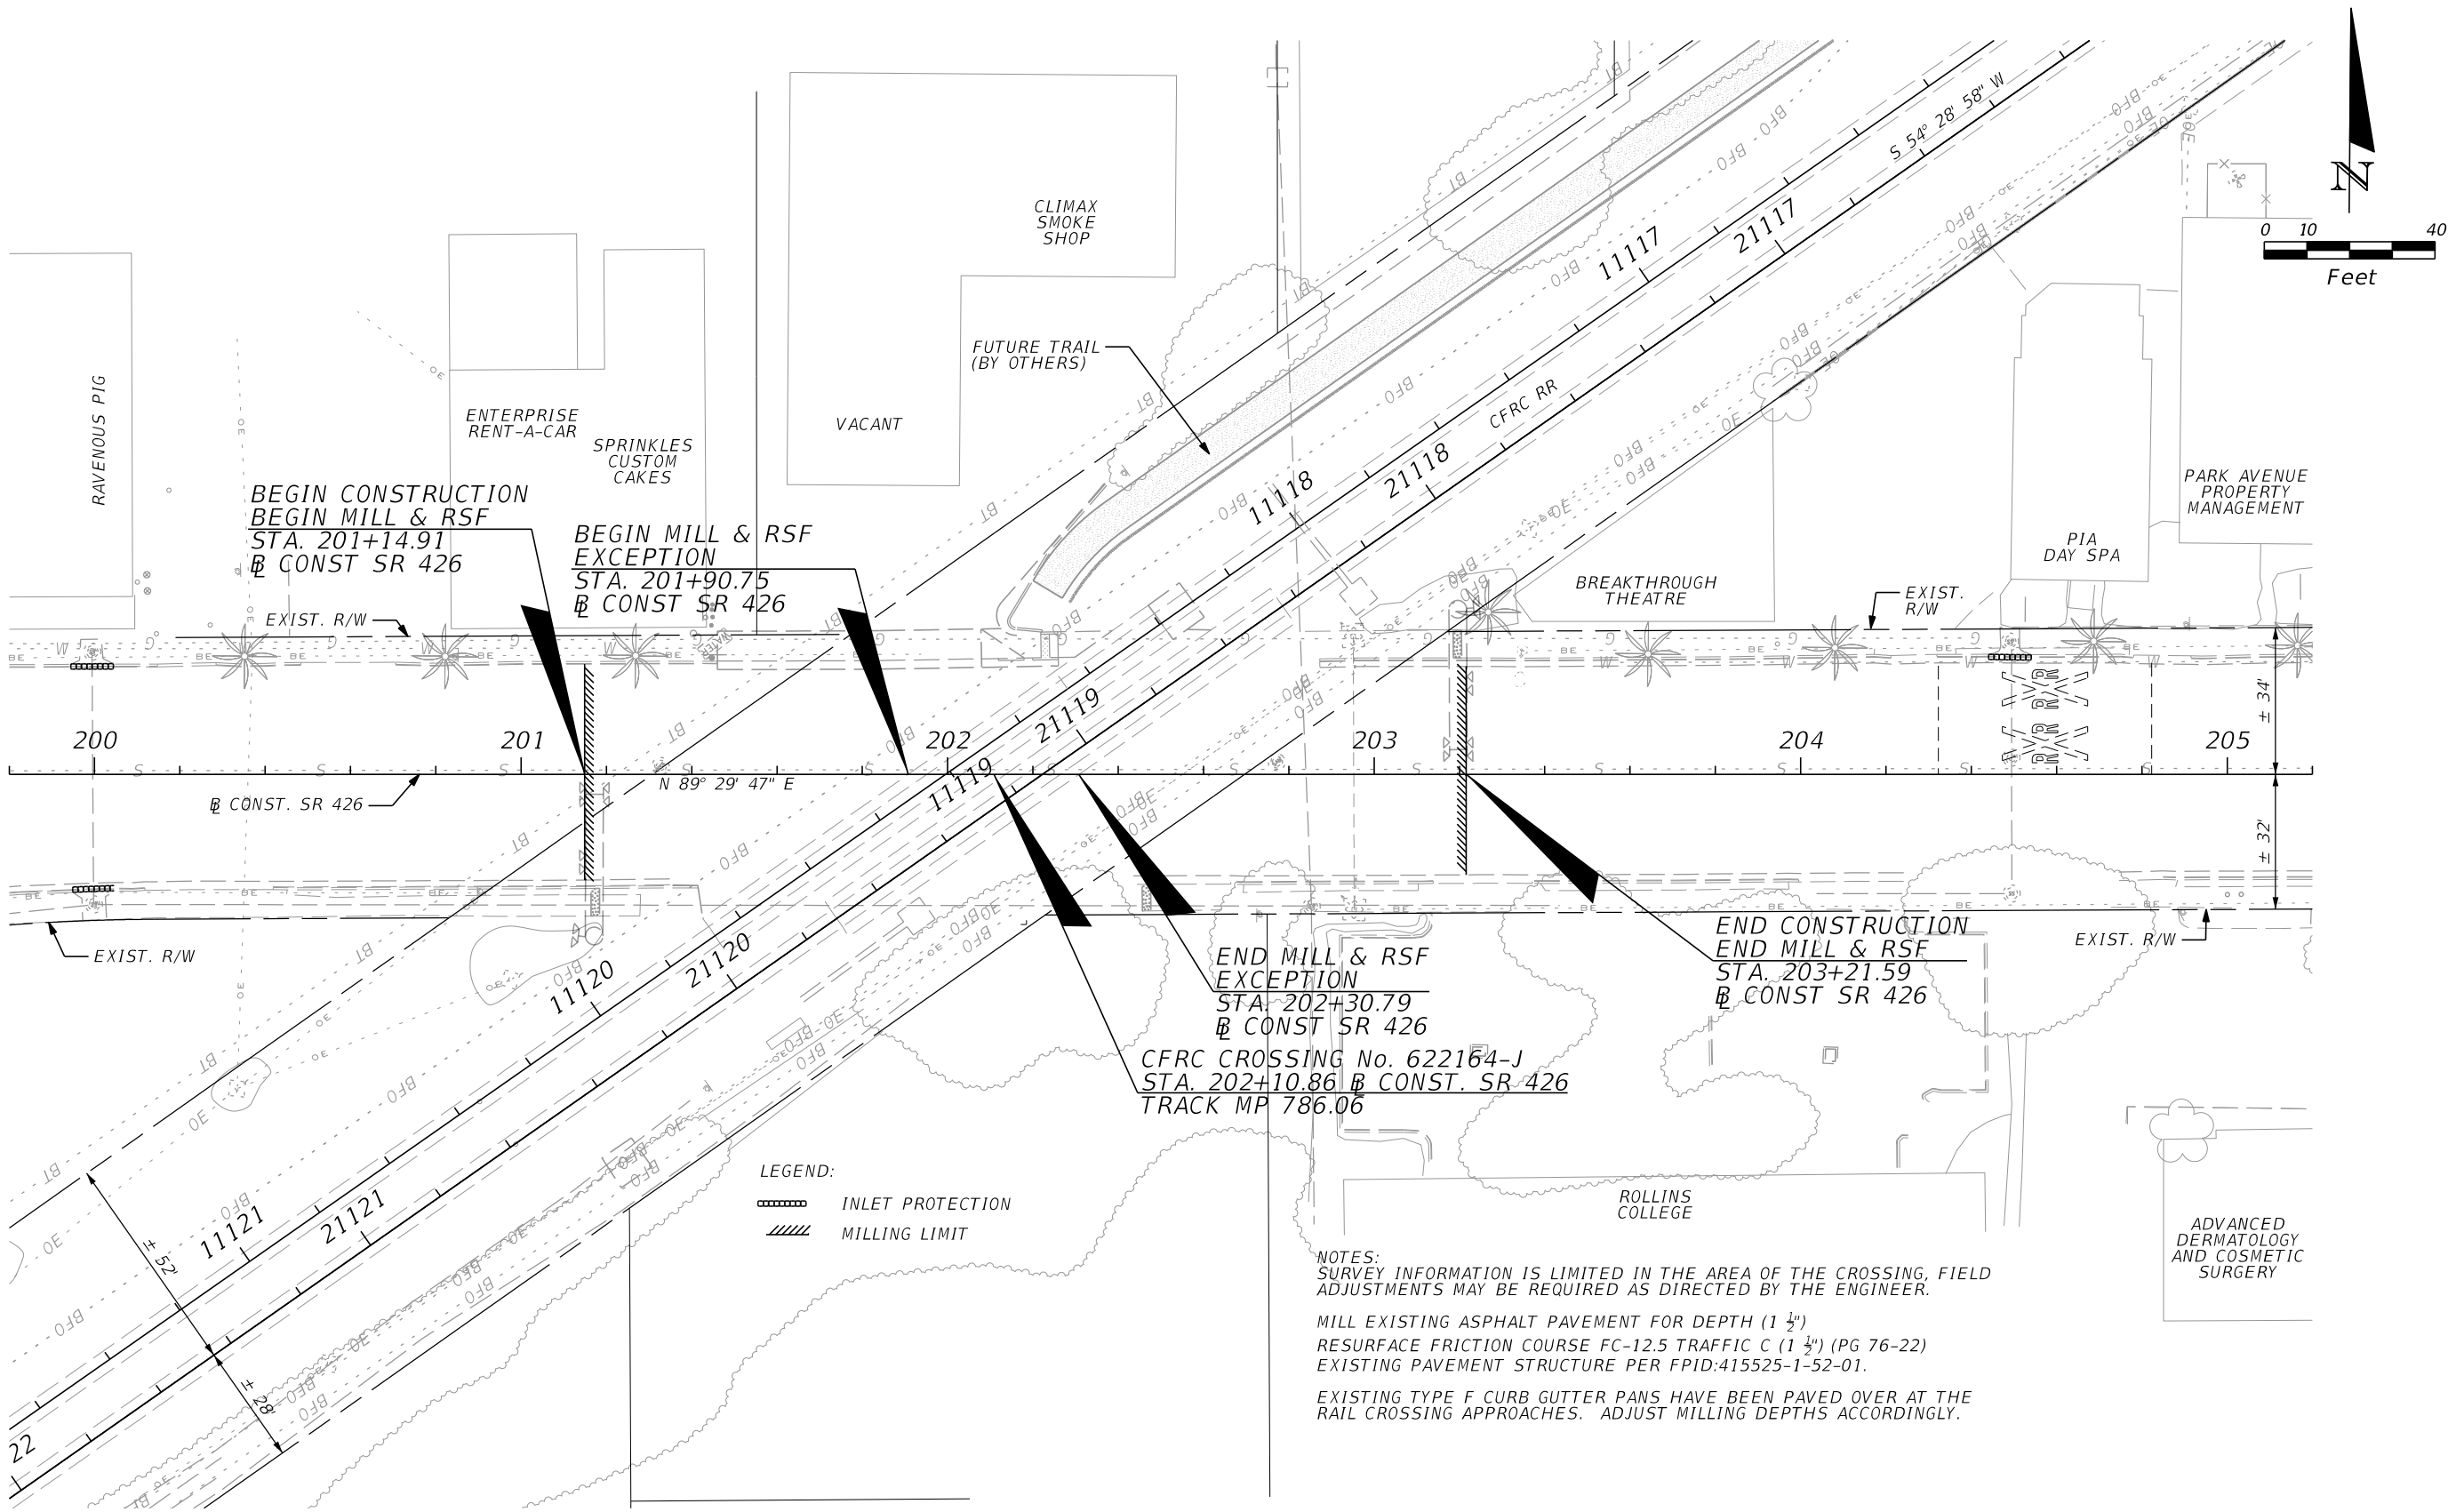 N
0 10 40
Feet
S 54° 28' 58" W
CLIMAX
SMOKE
SHOP
11117
21117
FUTURE TRAIL
(BY OTHERS)
VACANT
RAVENOUS PIG
ENTERPRISE
RENT-A-CAR
SPRINKLES
CUSTOM
CAKES
CFRC RR
11118
21118
BEGIN CONSTRUCTION
BEGIN MILL & RSF
STA. 201+14.91
BL CONST SR 426
BEGIN MILL & RSF
EXCEPTION
STA. 201+90.75
BL CONST SR 426
PARK AVENUE
PROPERTY
MANAGEMENT
PIA
DAY SPA
BREAKTHROUGH
THEATRE
EXIST.
R/W
EXIST. R/W
WATER
21119
± 34'
200
201
202
203
204
205
R R
R R
11119
N 89° 29' 47" E
BL CONST. SR 426
± 32'
EXIST. R/W
EXIST. R/W
11120
21120
END MILL & RSF
EXCEPTION
STA. 202+30.79
BL CONST SR 426
END CONSTRUCTION
END MILL & RSF
STA. 203+21.59
BL CONST SR 426
CFRC CROSSING No. 622164-J
STA. 202+10.86 BL CONST. SR 426
TRACK MP 786.06
11121
21121
± 52'
± 28'
22
LEGEND:
INLET PROTECTION
MILLING LIMIT
ROLLINS
COLLEGE
ADVANCED
DERMATOLOGY
AND COSMETIC
SURGERY
NOTES:
SURVEY INFORMATION IS LIMITED IN THE AREA OF THE CROSSING, FIELD
ADJUSTMENTS MAY BE REQUIRED AS DIRECTED BY THE ENGINEER.
MILL EXISTING ASPHALT PAVEMENT FOR DEPTH (1 1/2")
RESURFACE FRICTION COURSE FC-12.5 TRAFFIC C (1 1/2") (PG 76-22)
EXISTING PAVEMENT STRUCTURE PER FPID:415525-1-52-01.
EXISTING TYPE F CURB GUTTER PANS HAVE BEEN PAVED OVER AT THE
RAIL CROSSING APPROACHES. ADJUST MILLING DEPTHS ACCORDINGLY.